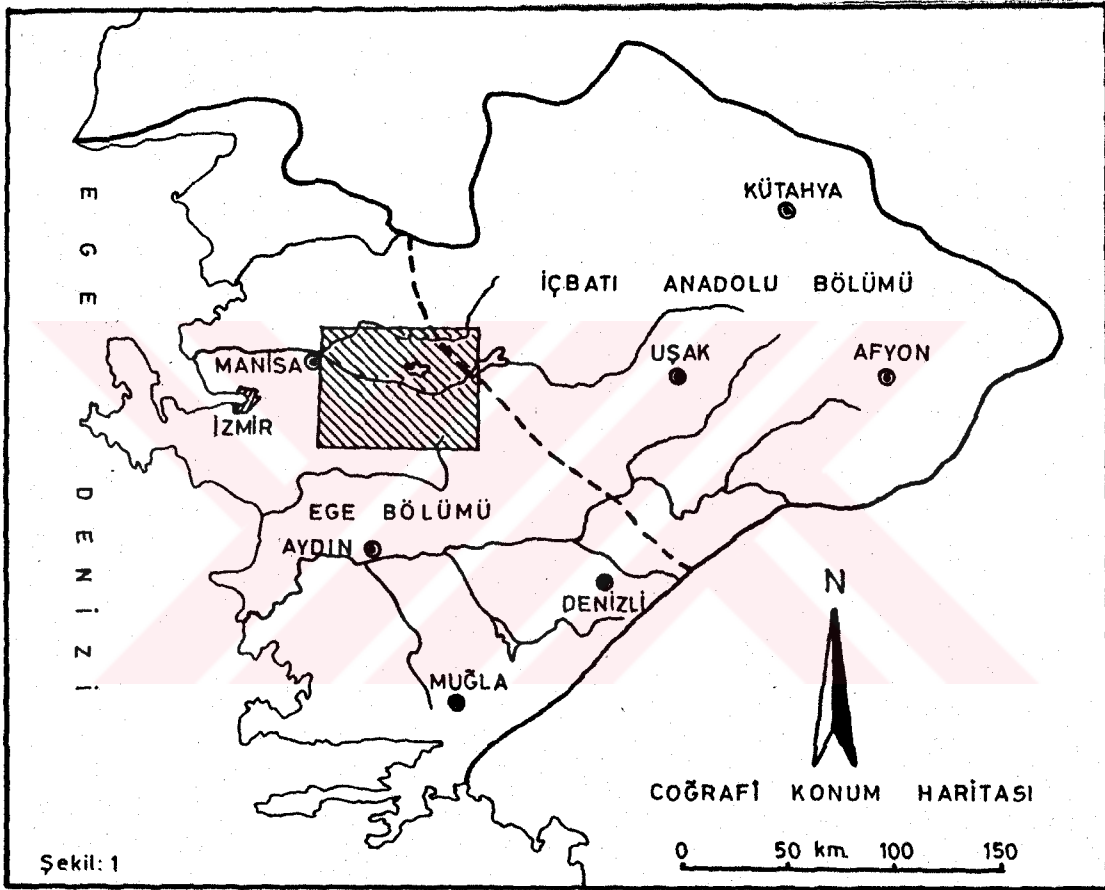 KÜTAHYA
EGE DENİZİ
İÇBATI ANADOLU BÖLÜMÜ
MANİSA
UŞAK
AFYON
İZMİR
EGE BÖLÜMÜ
AYDIN
DENİZLİ
N
MUĞLA
COĞRAFÎ KONUM HARİTASI
Şekil: 1
0 50 km. 100 150